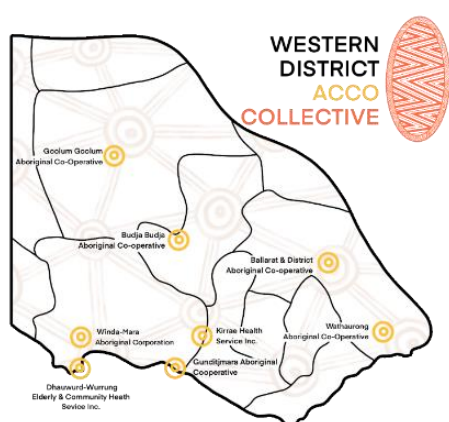 WESTERN
DISTRICT
ACCO
COLLECTIVE
Goolum Goolum
Aboriginal Co-Operative
Budja Budja
Aboriginal Co-operative
Ballarat & District
Aboriginal Co-operative
Winda-Mara
Aboriginal Corporation
Kirrae Health
Service Inc.
Wathaurong
Aboriginal Co-Operative
Gunditjmara Aboriginal
Cooperative
Dhauwurd-Wurrung
Elderly & Community Heath
Sevice Inc.